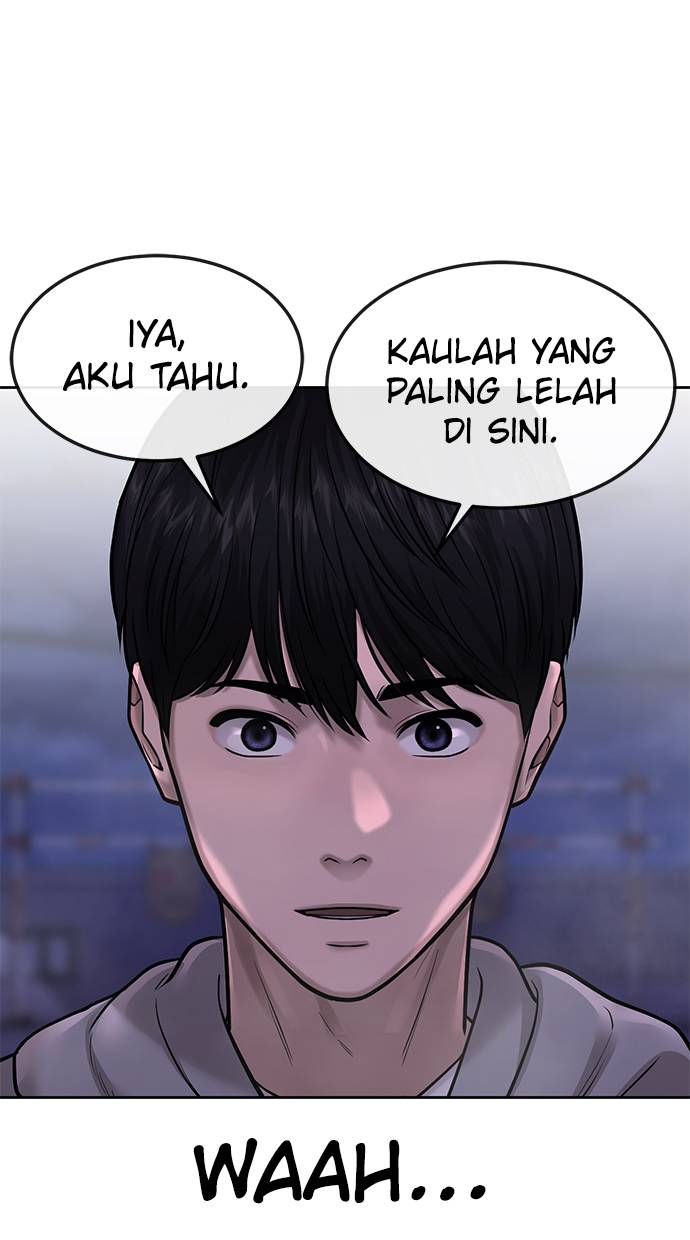 IYA,
AKU TAHU.
KAULAH YANG
PALING LELAH
DI SINI.
WAAH...